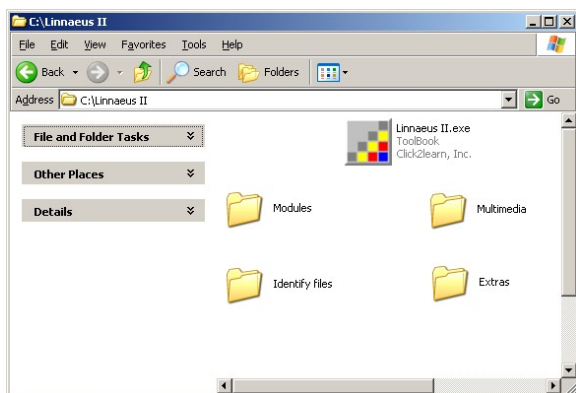 C:\Linnaeus II
File Edit View Favorites Tools Help
Back Search Folders
Address C:\Linnaeus II Go
File and Folder Tasks
Other Places
Details
Linnaeus II.exe
ToolBook
Click2learn, Inc.
Modules
Multimedia
Identify files
Extras